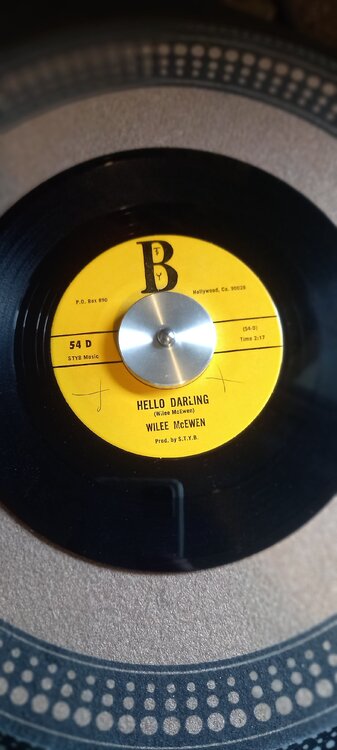 B
S
T
Y
P.O. Box 690
Hollywood, Ca. 90028
54 D
STYB Music
(54-D)
Time 2:17
HELLO DARLING
(Wilee McEwen)
WILEE McEWEN
Prod. by S.T.Y.B.